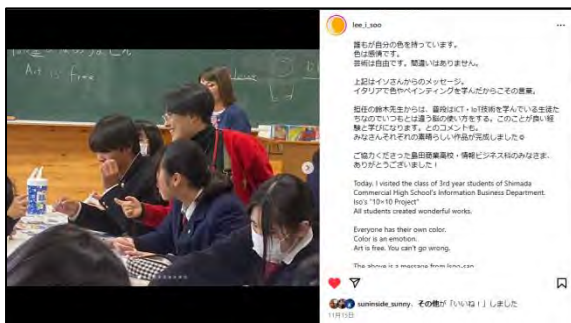 Art is free
lee_i_soo
誰もが自分の色を持っています。
色は感情です。
芸術は自由です。間違いはありません。
上記はイソさんからのメッセージ。
イタリアで色やペインティングを学んだからこその言葉。
担任の鈴木先生からは、普段はICT・IoT技術を学んでいる生徒た
ちなのでいつもとは違う脳の使い方をする。このことが良い経
験と学びになります。とのコメントも。
みなさんそれぞれの素晴らしい作品が完成しました
ご協力くださった島田商業高校・情報ビジネス科のみなさま、
ありがとうございました！
Today. I visited the class of 3rd year students of Shimada
Commercial High School's Information Business Department.
Iso's "10×10 Project"
All students created wonderful works.
Everyone has their own color.
Color is an emotion.
Art is free. You can't go wrong.
The above is a message from Isoo-san
suninside_sunny、その他が「いいね！」しました
11月15日